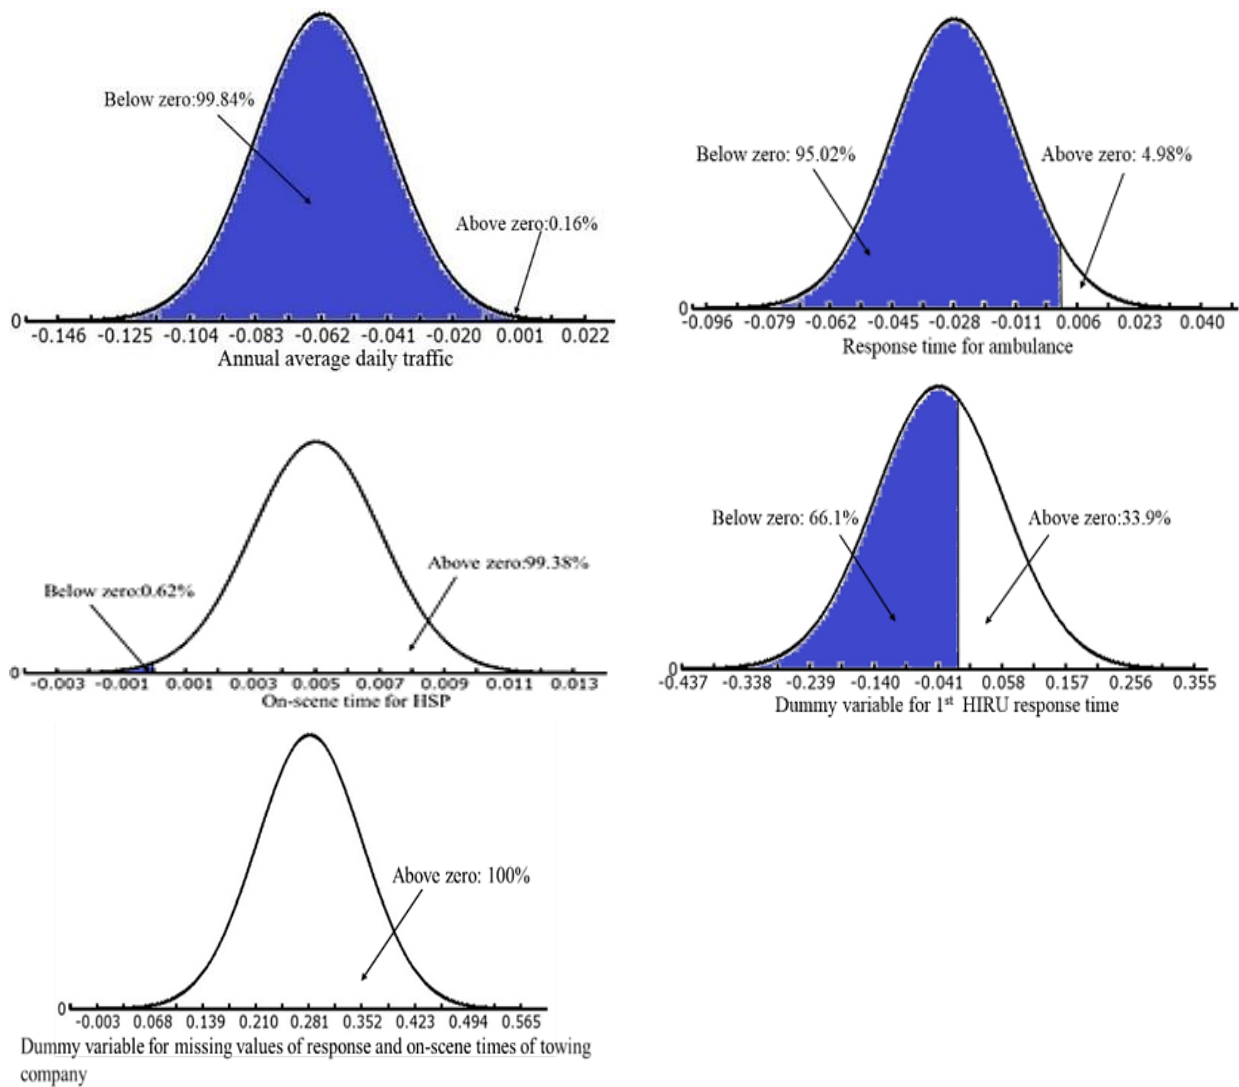 Below zero:99.84%
Above zero:0.16%
0
-0.146 -0.125 -0.104 -0.083 -0.062 -0.041 -0.020 0.001 0.022
Annual average daily traffic
Below zero: 95.02%
Above zero: 4.98%
0
-0.096 -0.079 -0.062 -0.045 -0.028 -0.011 0.006 0.023 0.040
Response time for ambulance
Above zero:99.38%
Below zero:0.62%
0
-0.003 -0.001 0.001 0.003 0.005 0.007 0.009 0.011 0.013
On-scene time for HSP
Below zero: 66.1%
Above zero:33.9%
0
-0.437 -0.338 -0.239 -0.140 -0.041 0.058 0.157 0.256 0.355
Dummy variable for 1st HIRU response time
Above zero: 100%
0
-0.003 0.068 0.139 0.210 0.281 0.352 0.423 0.494 0.565
Dummy variable for missing values of response and on-scene times of towing
company